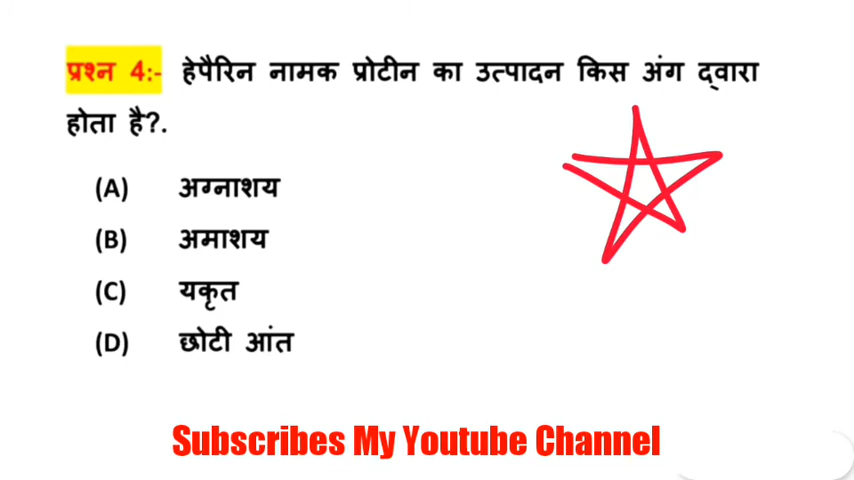 प्रश्न 4:- हेपैरिन नामक प्रोटीन का उत्पादन किस अंग द्वारा
होता है?.
(A) अग्नाशय
(B) अमाशय
(C) यकृत
(D) छोटी आंत
Subscribes My Youtube Channel